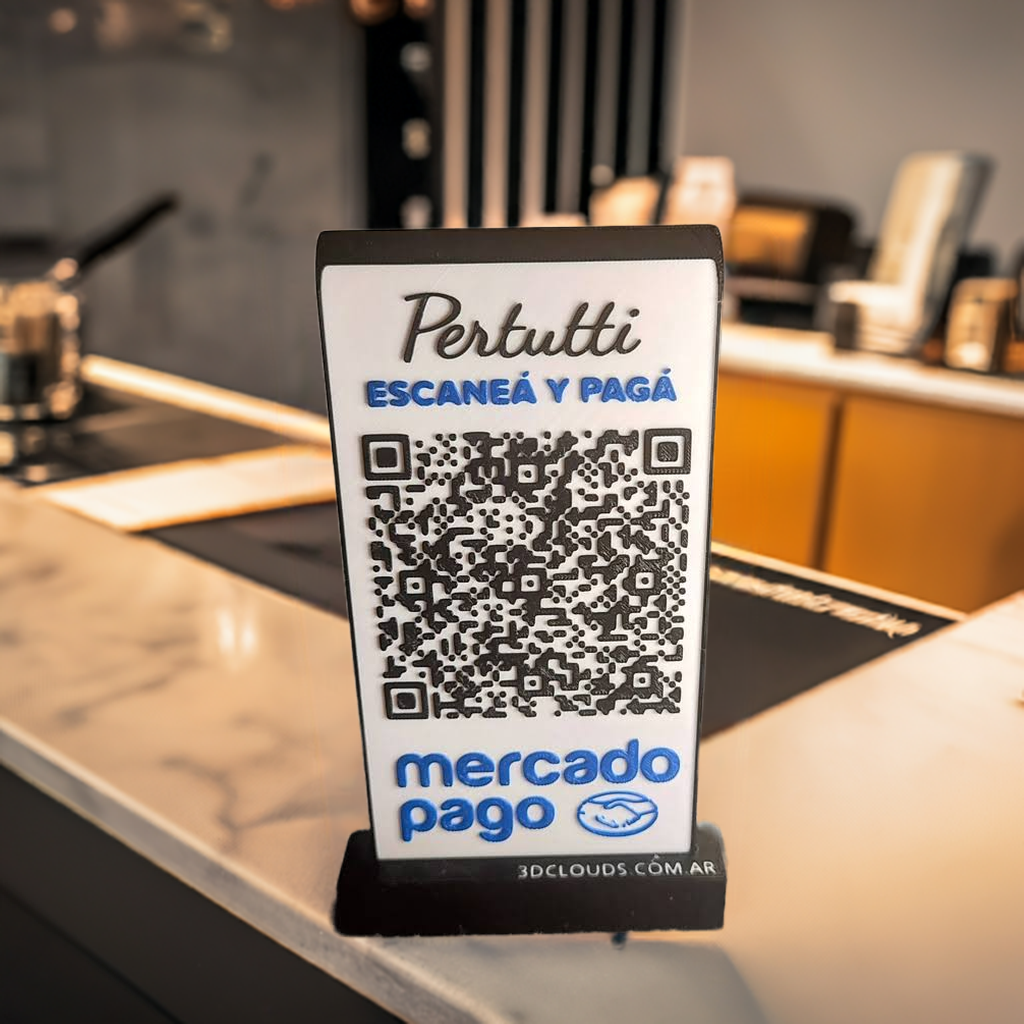 Pertutti
ESCANEÁ Y PAGÁ
mercado
pago
3DCLOUDS.COM.AR